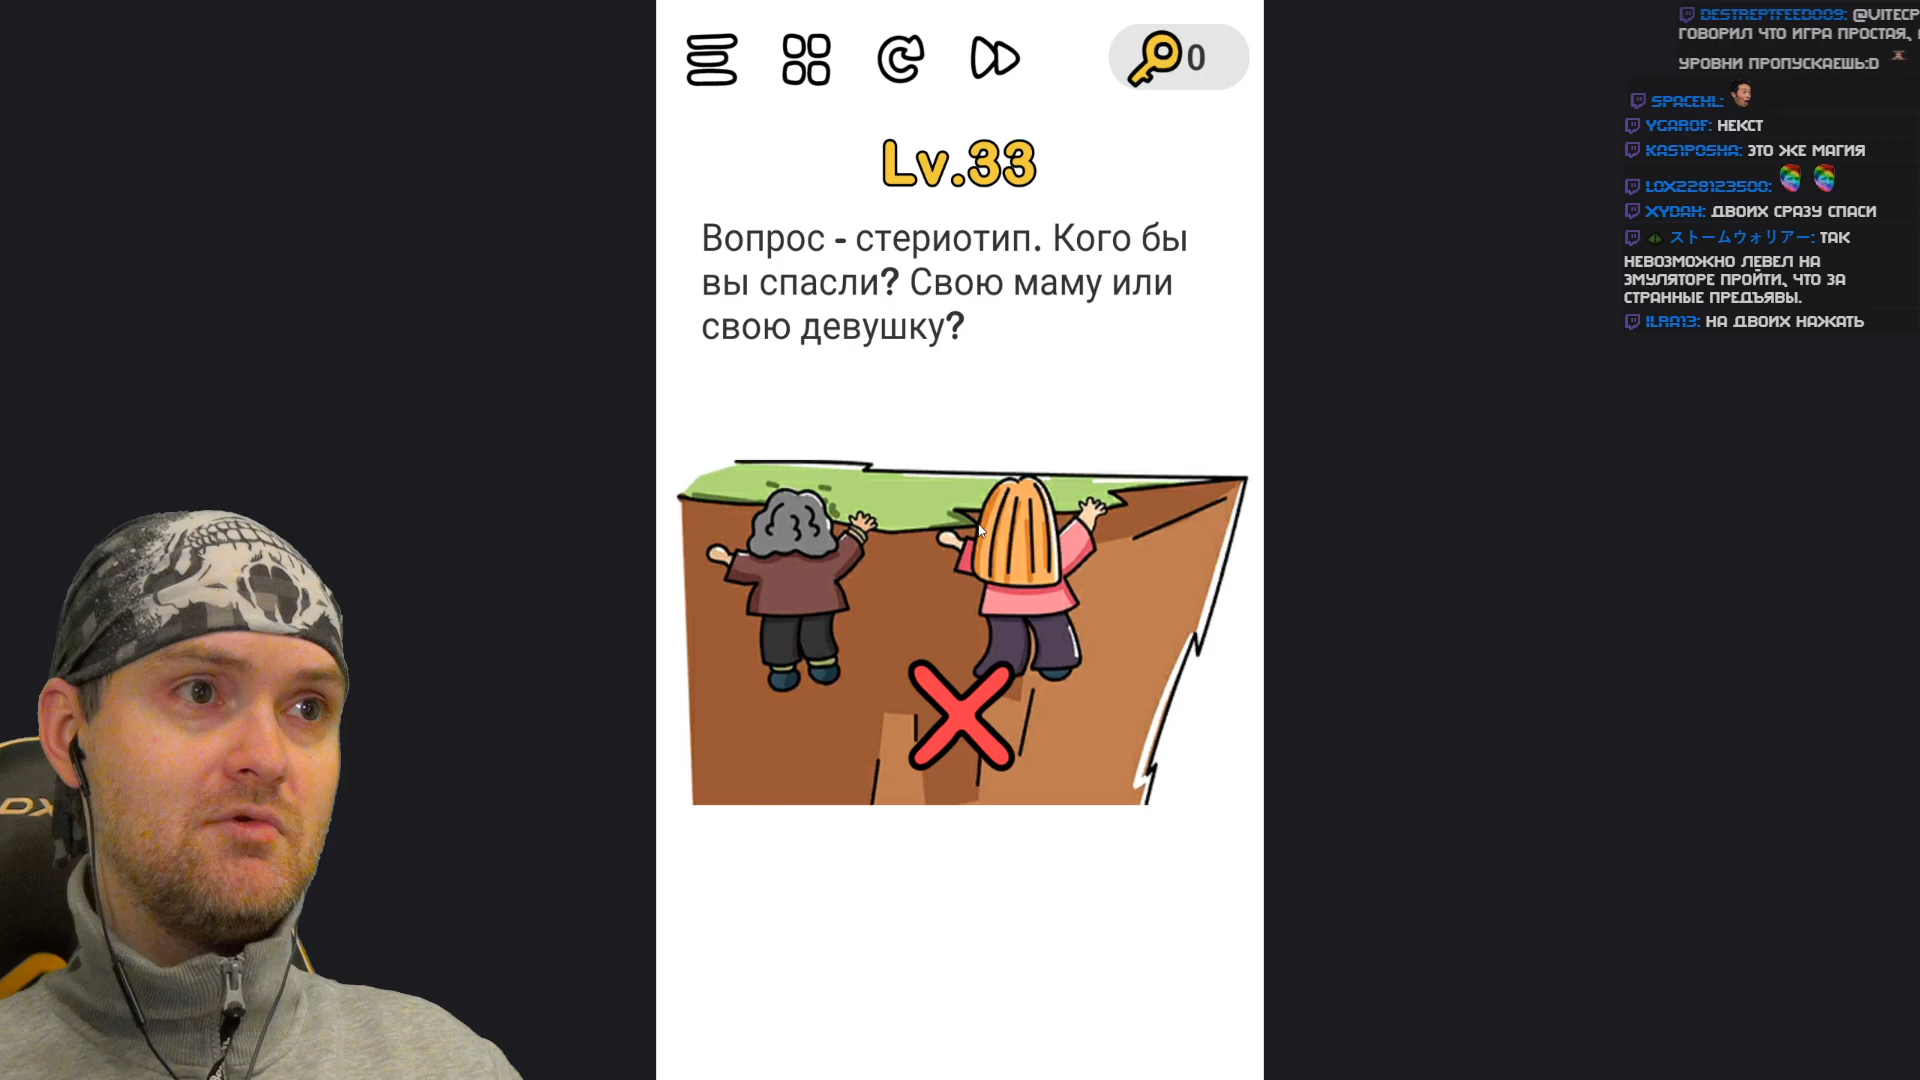 0
Lv.33
Вопрос - стериотип. Кого бы
вы спасли? Свою маму или
свою девушку?
DESTREPTFEED009: @VITECP
ГОВОРИЛ ЧТО ИГРА ПРОСТАЯ,
УРОВНИ ПРОПУСКАЕШЬ:D
SPACEHL:
YGAROF: НЕКСТ
KAS1POSHA: ЭТО ЖЕ МАГИЯ
LOX228123500:
XYDAH: ДВОИХ СРАЗУ СПАСИ
ストームウォリアー: ТАК
НЕВОЗМОЖНО ЛЕВЕЛ НА
ЭМУЛЯТОРЕ ПРОЙТИ, ЧТО ЗА
СТРАННЫЕ ПРЕДЪЯВЫ.
ILRA13: НА ДВОИХ НАЖАТЬ
DX